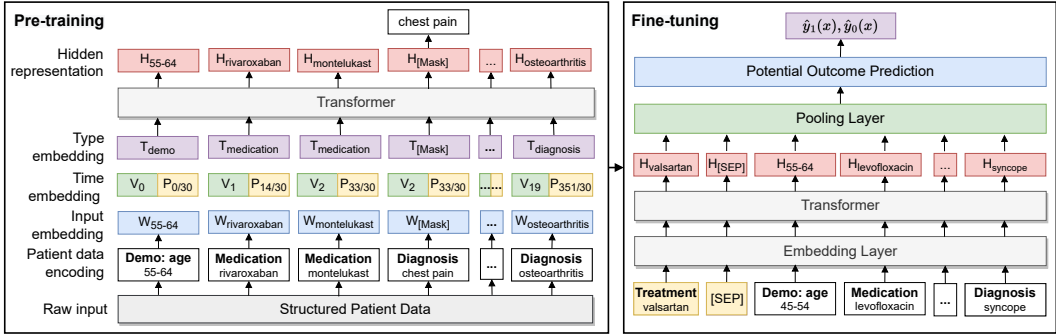 Pre-training
chest pain
Hidden representation
H55-64 Hrivaroxaban Hmontelukast H[Mask] ... Hosteoarthritis
Transformer
Type embedding
Tdemo Tmedication Tmedication T[Mask] ... Tdiagnosis
Time embedding
V0 P0/30 V1 P14/30 V2 P33/30 V2 P33/30 ...... V19 P351/30
Input embedding
W55-64 Wrivaroxaban Wmontelukast W[Mask] ... Wosteoarthritis
Patient data encoding
Demo: age Medication Medication Diagnosis ... Diagnosis
55-64 rivaroxaban montelukast chest pain osteoarthritis
Raw input
Structured Patient Data
Fine-tuning
ŷ1(x), ŷ0(x)
Potential Outcome Prediction
Pooling Layer
Hvalsartan H[SEP] H55-64 Hlevofloxacin ... Hsyncope
Transformer
Embedding Layer
Treatment [SEP] Demo: age Medication ... Diagnosis
valsartan 45-54 levofloxacin syncope